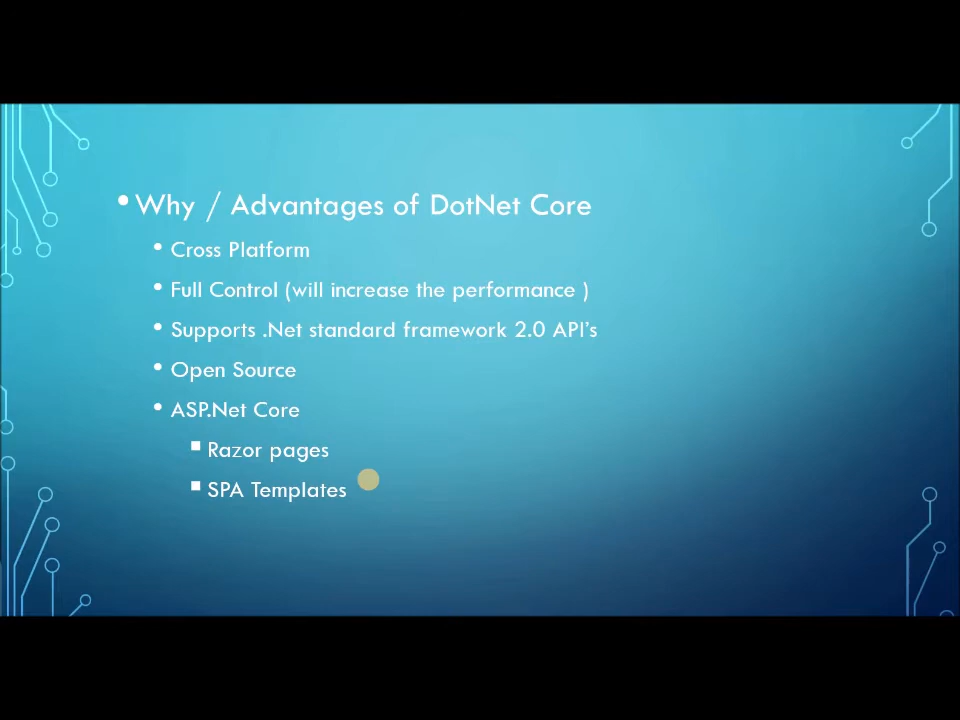 • Why / Advantages of DotNet Core
• Cross Platform
• Full Control (will increase the performance )
• Supports .Net standard framework 2.0 API’s
• Open Source
• ASP.Net Core
▪ Razor pages
▪ SPA Templates